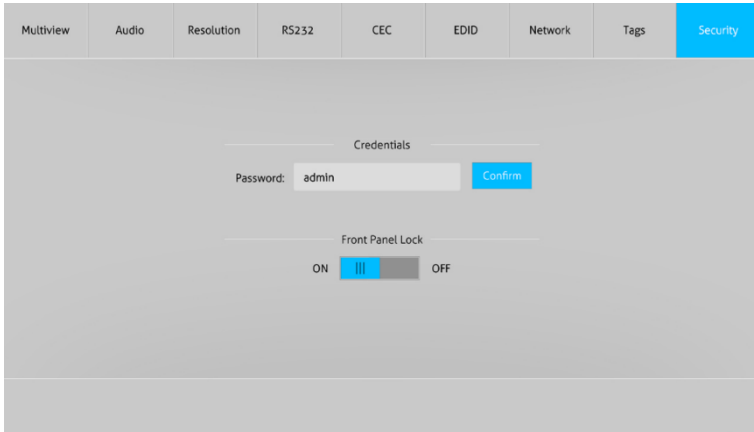 Multiview Audio Resolution RS232 CEC EDID Network Tags Security
Credentials
Password: admin Confirm
Front Panel Lock
ON OFF